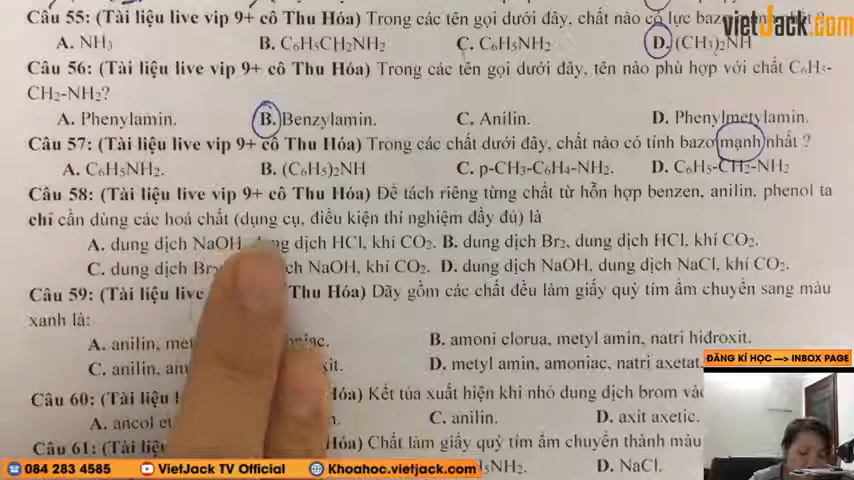 Câu 55: (Tài liệu live vip 9+ cô Thu Hóa) Trong các tên gọi dưới đây, chất nào có lực bazơ
vietJack.com
A. NH3 B. C6H5CH2NH2 C. C6H5NH2 D. (CH3)2NH
Câu 56: (Tài liệu live vip 9+ cô Thu Hóa) Trong các tên gọi dưới đây, tên nào phù hợp với chất C6H5-
CH2-NH2?
A. Phenylamin. B. Benzylamin. C. Anilin. D. Phenylmetylamin.
Câu 57: (Tài liệu live vip 9+ cô Thu Hóa) Trong các chất dưới đây, chất nào có tính bazơ mạnh nhất ?
A. C6H5NH2. B. (C6H5)2NH C. p-CH3-C6H4-NH2. D. C6H5-CH2-NH2
Câu 58: (Tài liệu live vip 9+ cô Thu Hóa) Để tách riêng từng chất từ hỗn hợp benzen, anilin, phenol ta
chỉ cần dùng các hoá chất (dụng cụ, điều kiện thí nghiệm đầy đủ) là
A. dung dịch NaOH, dung dịch HCl, khí CO2. B. dung dịch Br2, dung dịch HCl, khí CO2.
C. dung dịch Br ch NaOH, khí CO2. D. dung dịch NaOH, dung dịch NaCl, khí CO2.
Câu 59: (Tài liệu live Thu Hóa) Dãy gồm các chất đều làm giấy quỳ tím ẩm chuyển sang màu
xanh là:
A. anilin, B. amoni clorua, metyl amin, natri hiđroxit.
C. anilin, D. metyl amin, amoniac, natri axetat.
ĐĂNG KÍ HỌC —> INBOX PAGE
Câu 60: (Tài Hóa) Kết tủa xuất hiện khi nhỏ dung dịch brom
A. ancol C. anilin. D. axit axetic.
Câu 61: (Tài Hóa) Chất làm giấy quỳ tím ẩm chuyển thành màu
D. NaCl.
084 283 4585 VietJack TV Official Khoahoc.vietjack.com